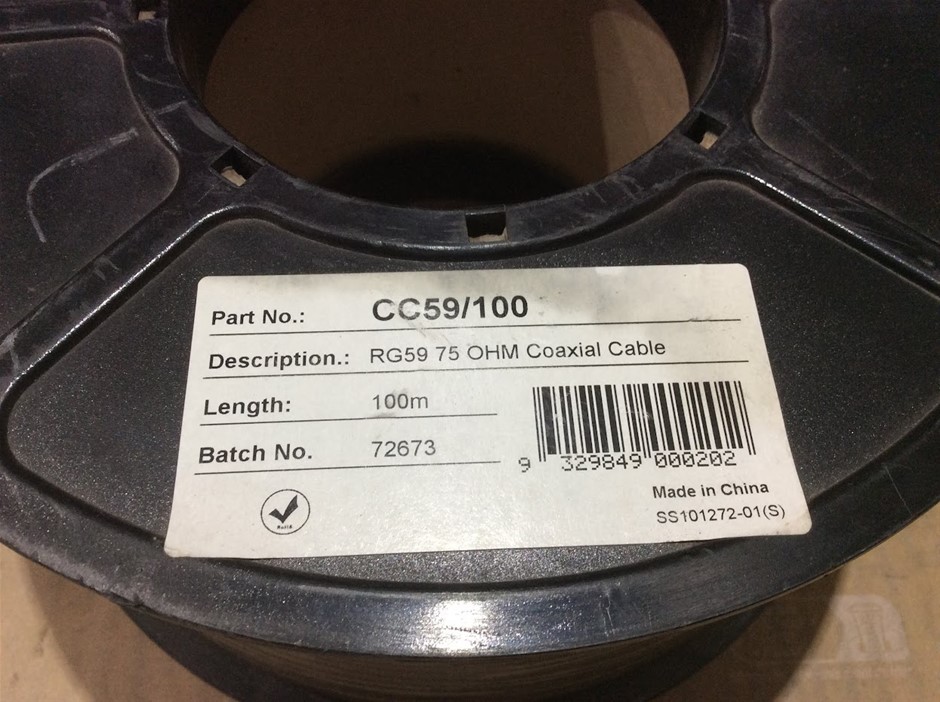 Part No.: CC59/100
Description.: RG59 75 OHM Coaxial Cable
Length: 100m
Batch No. 72673
9 329849 000202
Made in China
SS101272-01(S)
RoHS